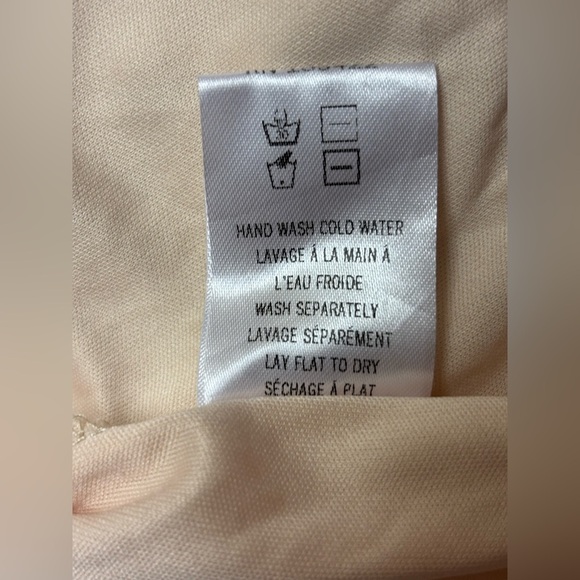 30
HAND WASH COLD WATER
LAVAGE À LA MAIN À
L'EAU FROIDE
WASH SEPARATELY
LAVAGE SÉPARÉMENT
LAY FLAT TO DRY
SÉCHAGE À PLAT